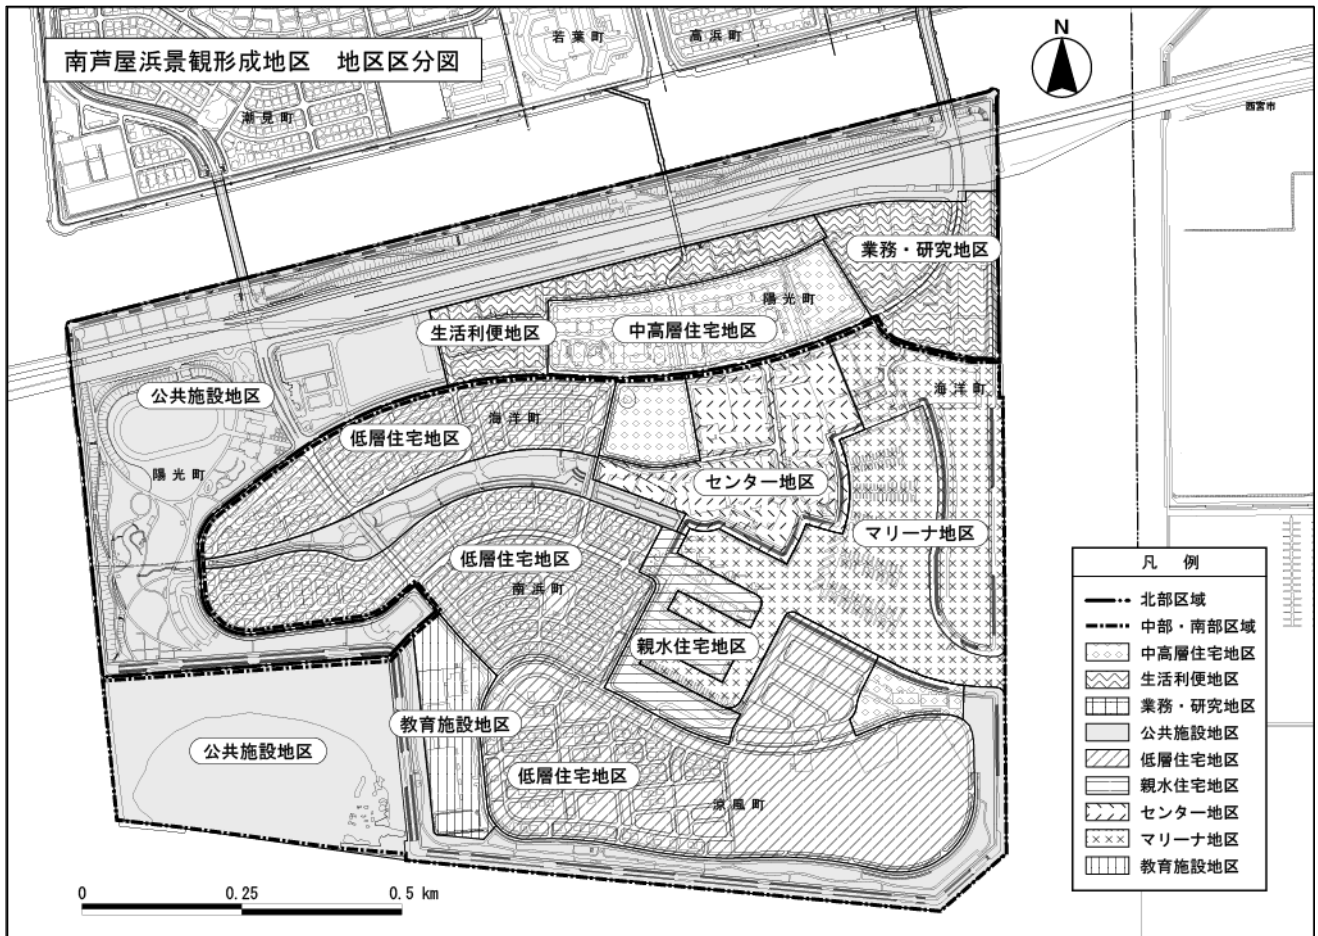 若葉町
高浜町
南芦屋浜景観形成地区 地区区分図
N
潮見町
西宮市
業務・研究地区
陽光町
生活利便地区
中高層住宅地区
公共施設地区
海洋町
海洋町
低層住宅地区
陽光町
センター地区
マリーナ地区
低層住宅地区
南浜町
親水住宅地区
教育施設地区
公共施設地区
低層住宅地区
涼風町
凡例
北部区域
中部・南部区域
中高層住宅地区
生活利便地区
業務・研究地区
公共施設地区
低層住宅地区
親水住宅地区
センター地区
マリーナ地区
教育施設地区
0 0.25 0.5 km